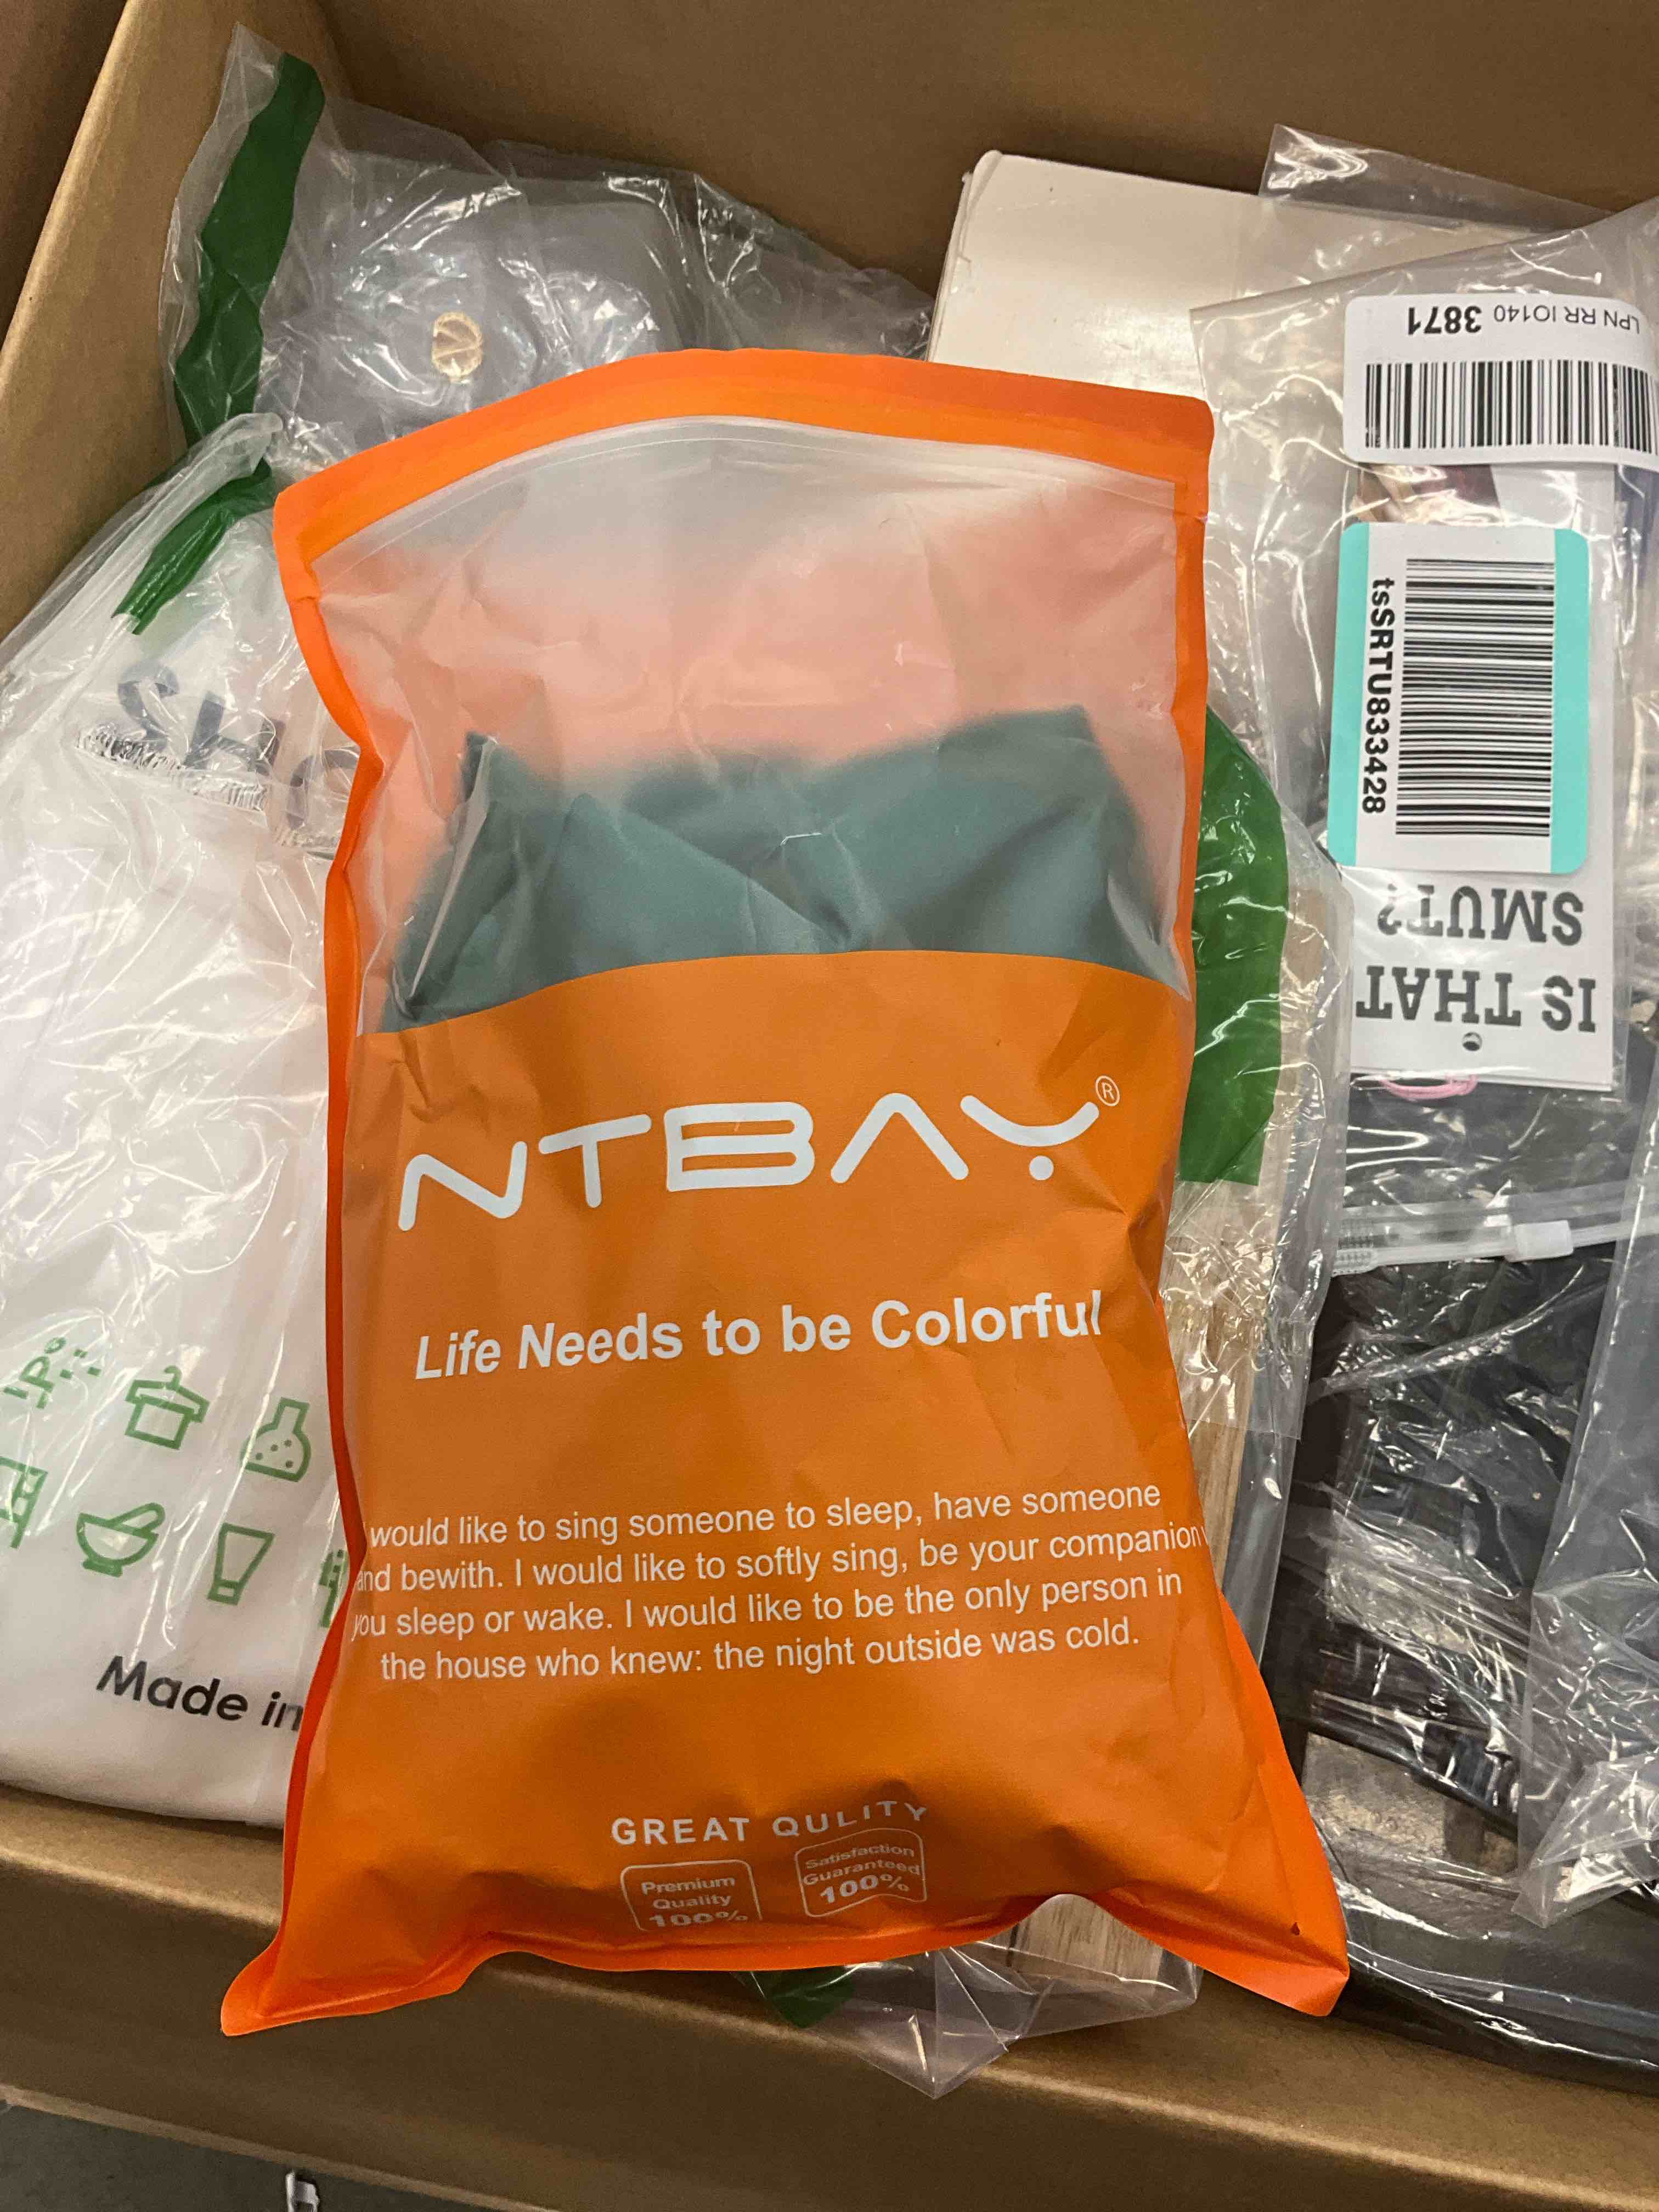 LPN RR IO140 3871
tsSRTU833428
IS THAT
SMUT?
NTBAY®
Life Needs to be Colorful
would like to sing someone to sleep, have someone
and bewith. I would like to softly sing, be your companion
you sleep or wake. I would like to be the only person in
the house who knew: the night outside was cold.
GREAT QULITY
Premium
Quality
100%
Satisfaction
Guaranteed
100%
Made in